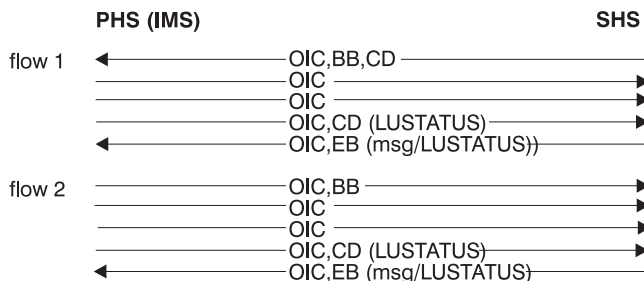 PHS (IMS) SHS
flow 1 OIC,BB,CD
OIC
OIC
OIC,CD (LUSTATUS)
OIC,EB (msg/LUSTATUS))
flow 2 OIC,BB
OIC
OIC
OIC,CD (LUSTATUS)
OIC,EB (msg/LUSTATUS)